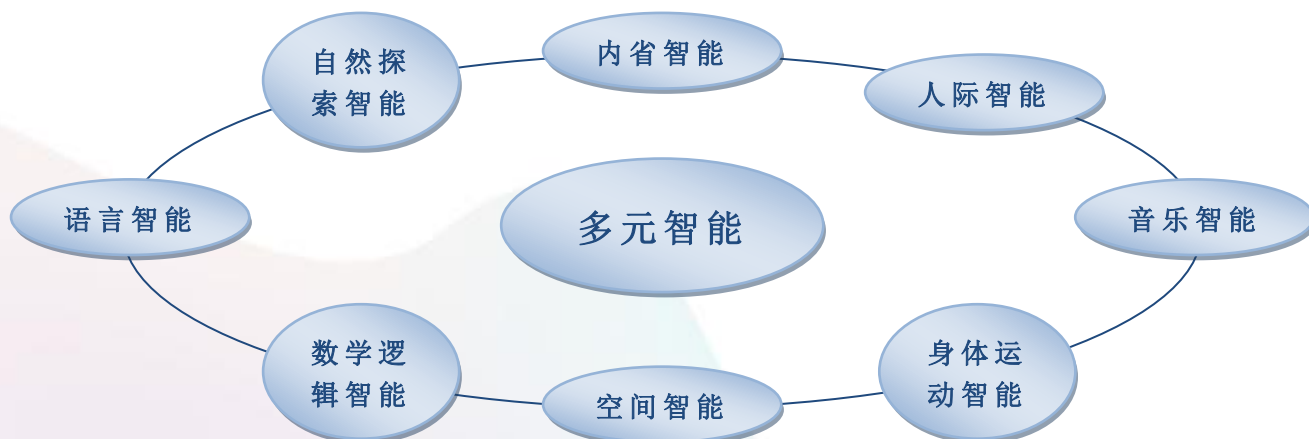 自然探
索智能
内省智能
人际智能
语言智能
多元智能
音乐智能
数学逻
辑智能
空间智能
身体运
动智能